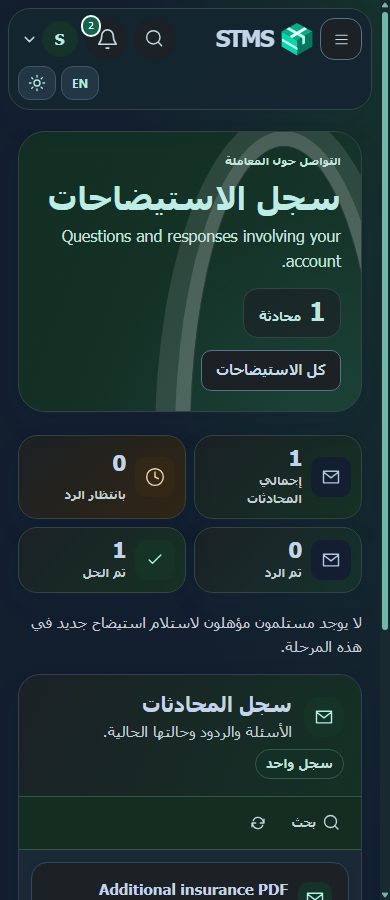 STMS
2
S
EN
التواصل حول المعاملة
سجل الاستيضاحات
Questions and responses involving your
account.
1 محادثة
كل الاستيضاحات
1
إجمالي
المحادثات
0
بانتظار الرد
0
تم الرد
1
تم الحل
لا يوجد مستلمون مؤهلون لاستلام استيضاح جديد في
هذه المرحلة.
سجل المحادثات
الأسئلة والردود وحالتها الحالية.
سجل واحد
بحث
Additional insurance PDF